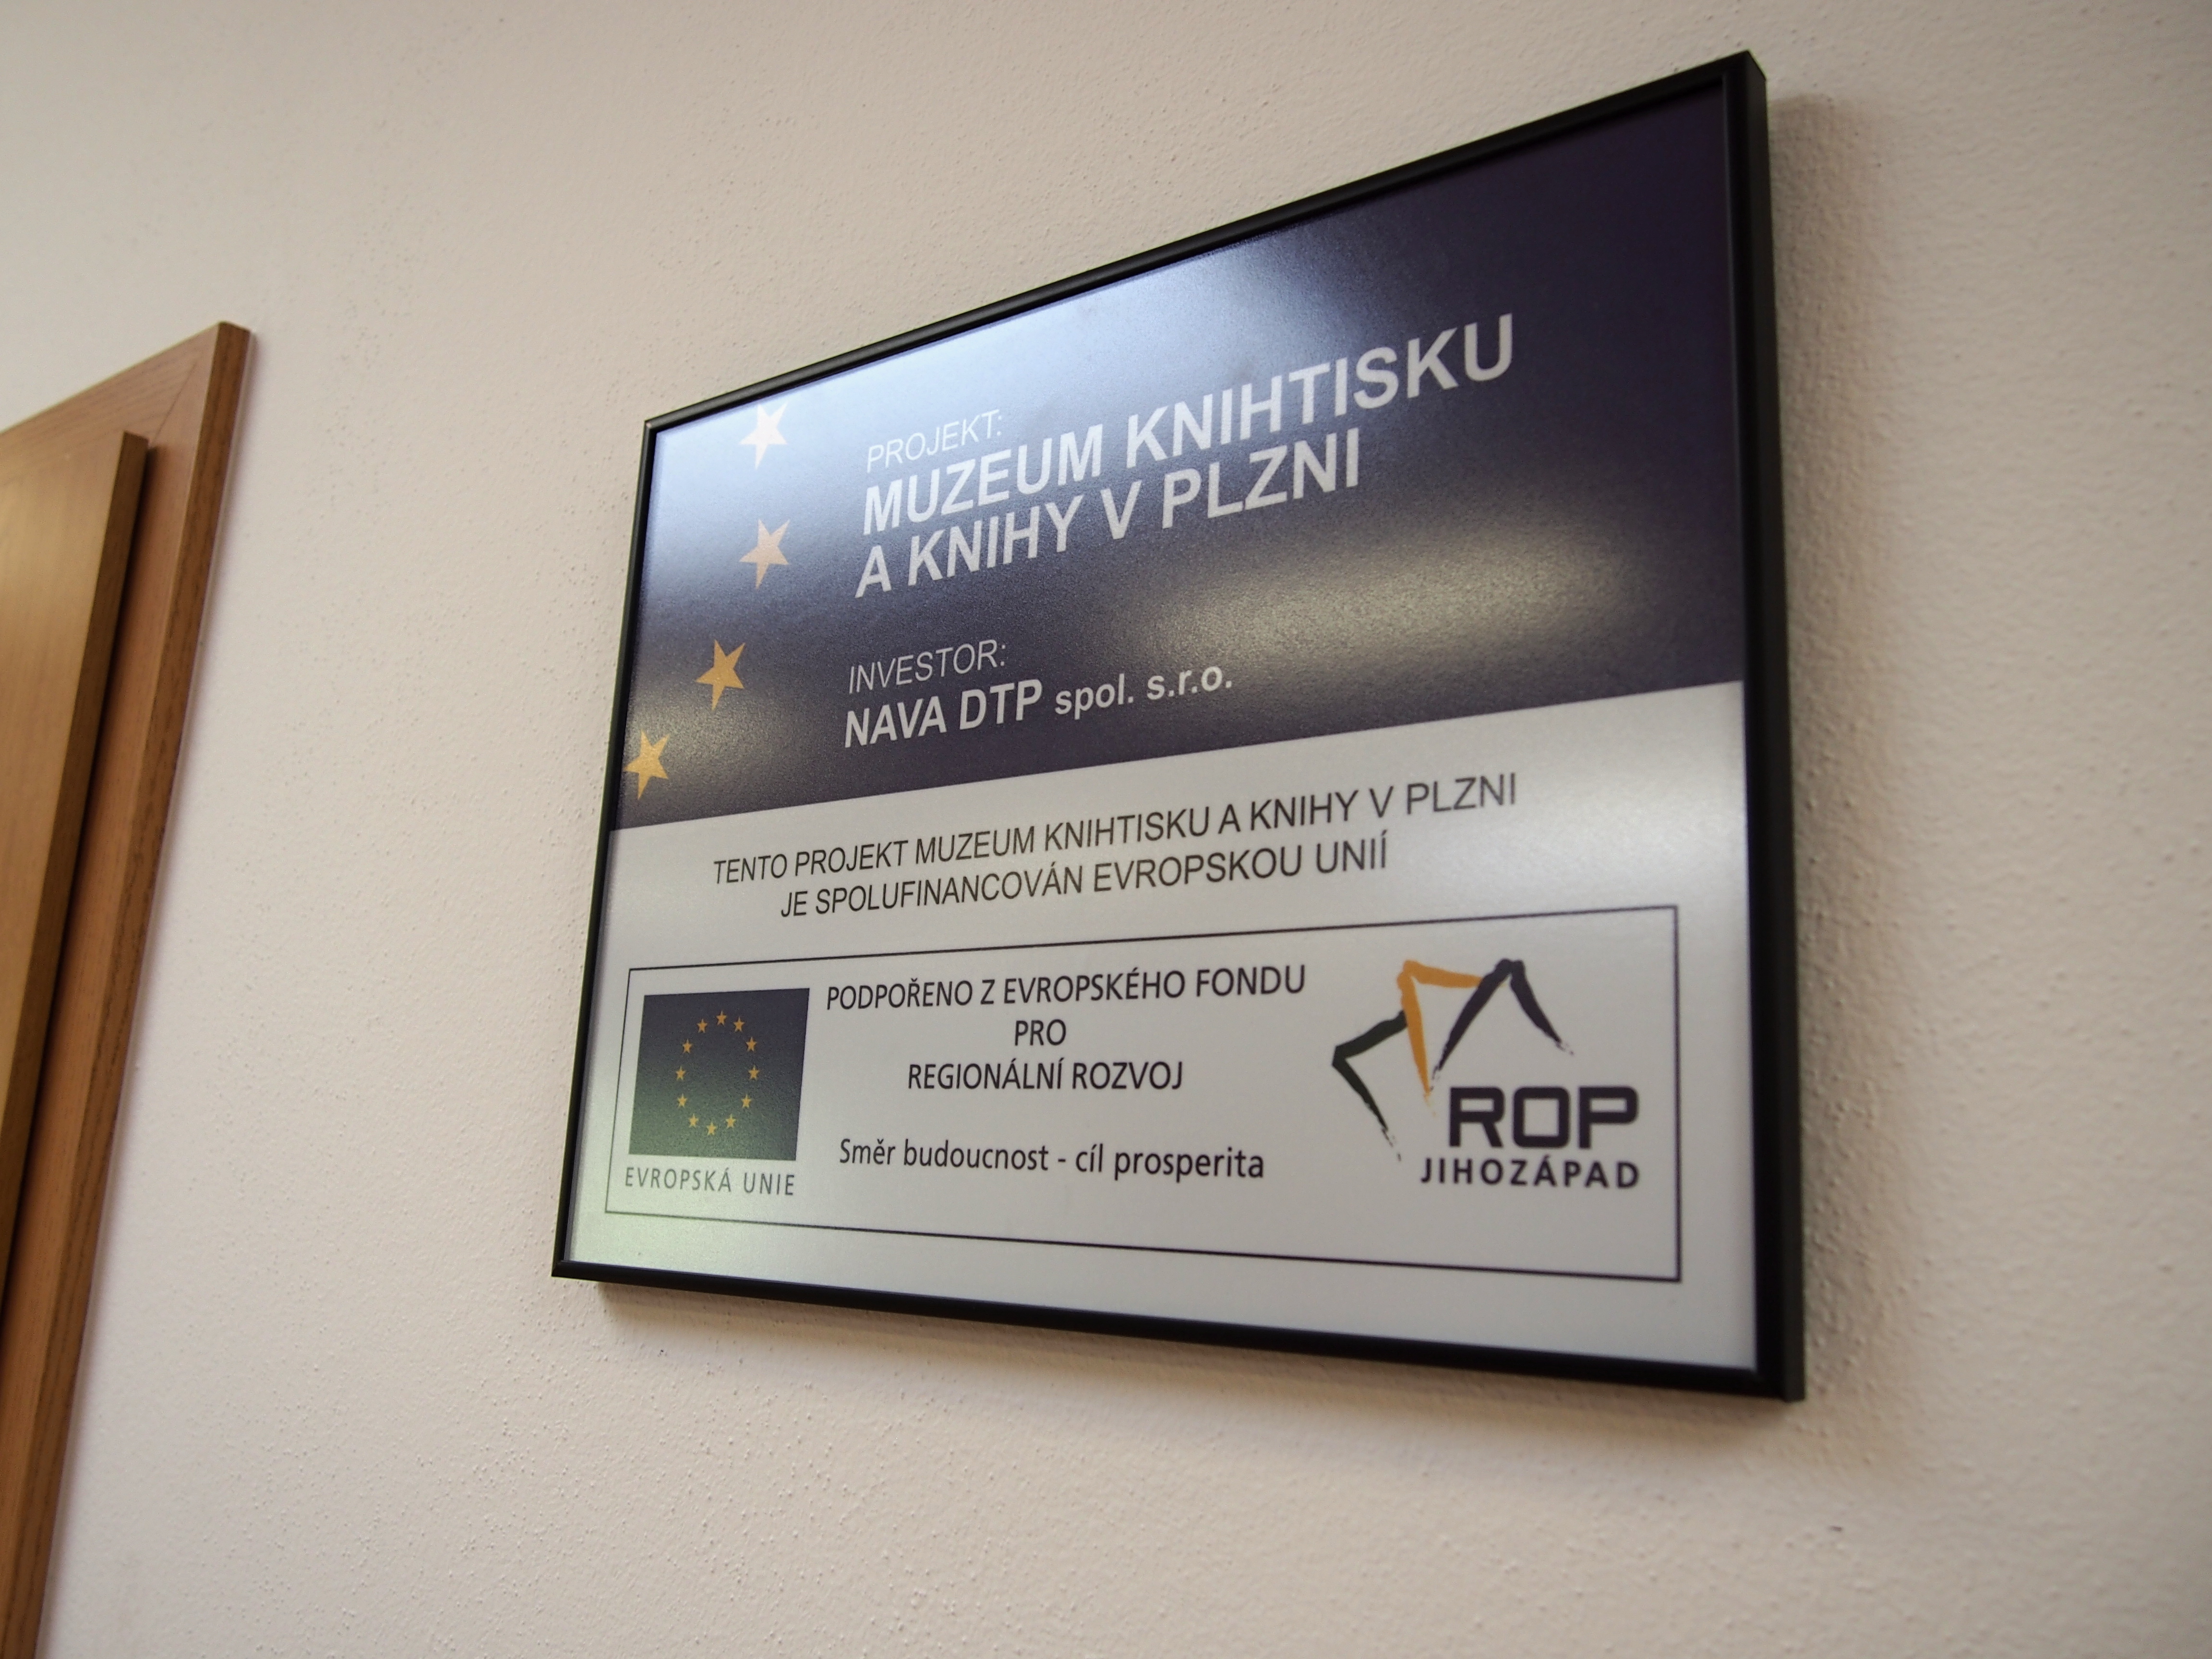 PROJEKT:
MUZEUM KNIHTISKU
A KNIHY V PLZNI
INVESTOR:
NAVA DTP spol. s.r.o.
TENTO PROJEKT MUZEUM KNIHTISKU A KNIHY V PLZNI
JE SPOLUFINANCOVÁN EVROPSKOU UNIÍ
PODPOŘENO Z EVROPSKÉHO FONDU
PRO
REGIONÁLNÍ ROZVOJ
Směr budoucnost - cíl prosperita
EVROPSKÁ UNIE
ROP
JIHOZÁPAD